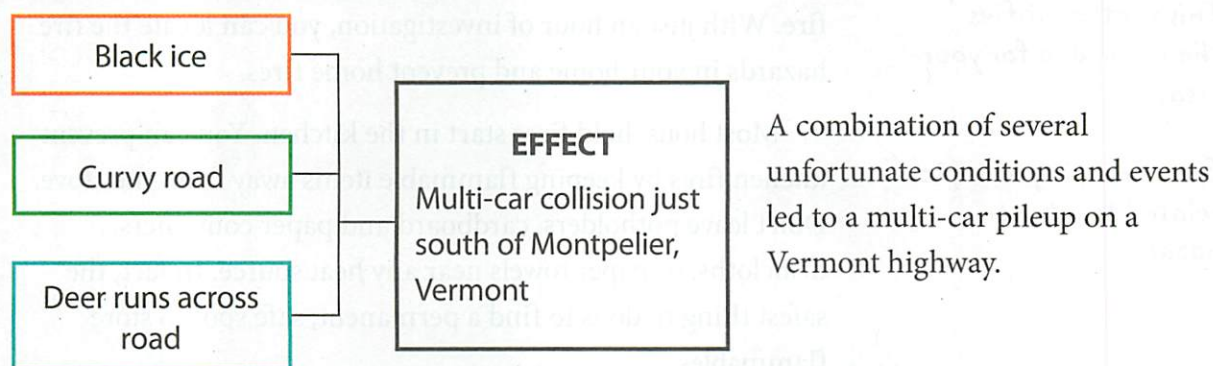 Black ice
Curvy road
Deer runs across
road
EFFECT
Multi-car collision just
south of Montpelier,
Vermont
A combination of several
unfortunate conditions and events
led to a multi-car pileup on a
Vermont highway.